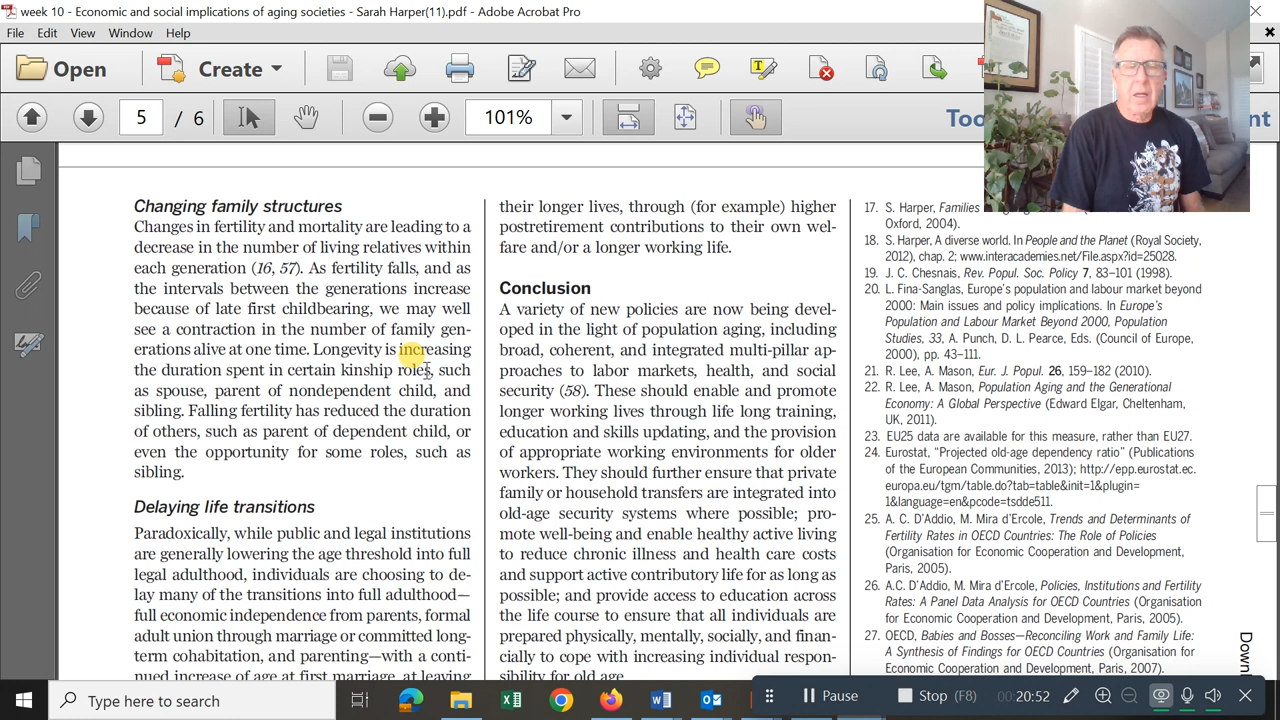 week 10 - Economic and social implications of aging societies - Sarah Harper(11).pdf - Adobe Acrobat Pro
File Edit View Window Help
Open Create
5 / 6 101%
Changing family structures
Changes in fertility and mortality are leading to a
decrease in the number of living relatives within
each generation (16, 57). As fertility falls, and as
the intervals between the generations increase
because of late first childbearing, we may well
see a contraction in the number of family gen-
erations alive at one time. Longevity is increasing
the duration spent in certain kinship roles, such
as spouse, parent of nondependent child, and
sibling. Falling fertility has reduced the duration
of others, such as parent of dependent child, or
even the opportunity for some roles, such as
sibling.
Delaying life transitions
Paradoxically, while public and legal institutions
are generally lowering the age threshold into full
legal adulthood, individuals are choosing to de-
lay many of the transitions into full adulthood—
full economic independence from parents, formal
adult union through marriage or committed long-
term cohabitation, and parenting—with a conti-
nued increase of age at first marriage, at leaving
their longer lives, through (for example) higher
postretirement contributions to their own wel-
fare and/or a longer working life.
Conclusion
A variety of new policies are now being devel-
oped in the light of population aging, including
broad, coherent, and integrated multi-pillar ap-
proaches to labor markets, health, and social
security (58). These should enable and promote
longer working lives through life long training,
education and skills updating, and the provision
of appropriate working environments for older
workers. They should further ensure that private
family or household transfers are integrated into
old-age security systems where possible; pro-
mote well-being and enable healthy active living
to reduce chronic illness and health care costs
and support active contributory life for as long as
possible; and provide access to education across
the life course to ensure that all individuals are
prepared physically, mentally, socially, and finan-
cially to cope with increasing individual respon-
sibility for old age.
17. S. Harper, Families
Oxford, 2004).
18. S. Harper, A diverse world. In People and the Planet (Royal Society,
2012), chap. 2; www.interacademies.net/File.aspx?id=25028.
19. J. C. Chesnais, Rev. Popul. Soc. Policy 7, 83–101 (1998).
20. L. Fina-Sanglas, Europe's population and labour market beyond
2000: Main issues and policy implications. In Europe's
Population and Labour Market Beyond 2000, Population
Studies, 33, A. Punch, D. L. Pearce, Eds. (Council of Europe,
2000), pp. 43–111.
21. R. Lee, A. Mason, Eur. J. Popul. 26, 159–182 (2010).
22. R. Lee, A. Mason, Population Aging and the Generational
Economy: A Global Perspective (Edward Elgar, Cheltenham,
UK, 2011).
23. EU25 data are available for this measure, rather than EU27.
24. Eurostat, “Projected old-age dependency ratio” (Publications
of the European Communities, 2013); http://epp.eurostat.ec.
europa.eu/tgm/table.do?tab=table&init=1&plugin=
1&language=en&pcode=tsdde511.
25. A. C. D'Addio, M. Mira d'Ercole, Trends and Determinants of
Fertility Rates in OECD Countries: The Role of Policies
(Organisation for Economic Cooperation and Development,
Paris, 2005).
26. A.C. D'Addio, M. Mira d'Ercole, Policies, Institutions and Fertility
Rates: A Panel Data Analysis for OECD Countries (Organisation
for Economic Cooperation and Development, Paris, 2005).
27. OECD, Babies and Bosses—Reconciling Work and Family Life:
A Synthesis of Findings for OECD Countries (Organisation for
Economic Cooperation and Development, Paris, 2007).
Type here to search
Pause Stop (F8) 00:20:52